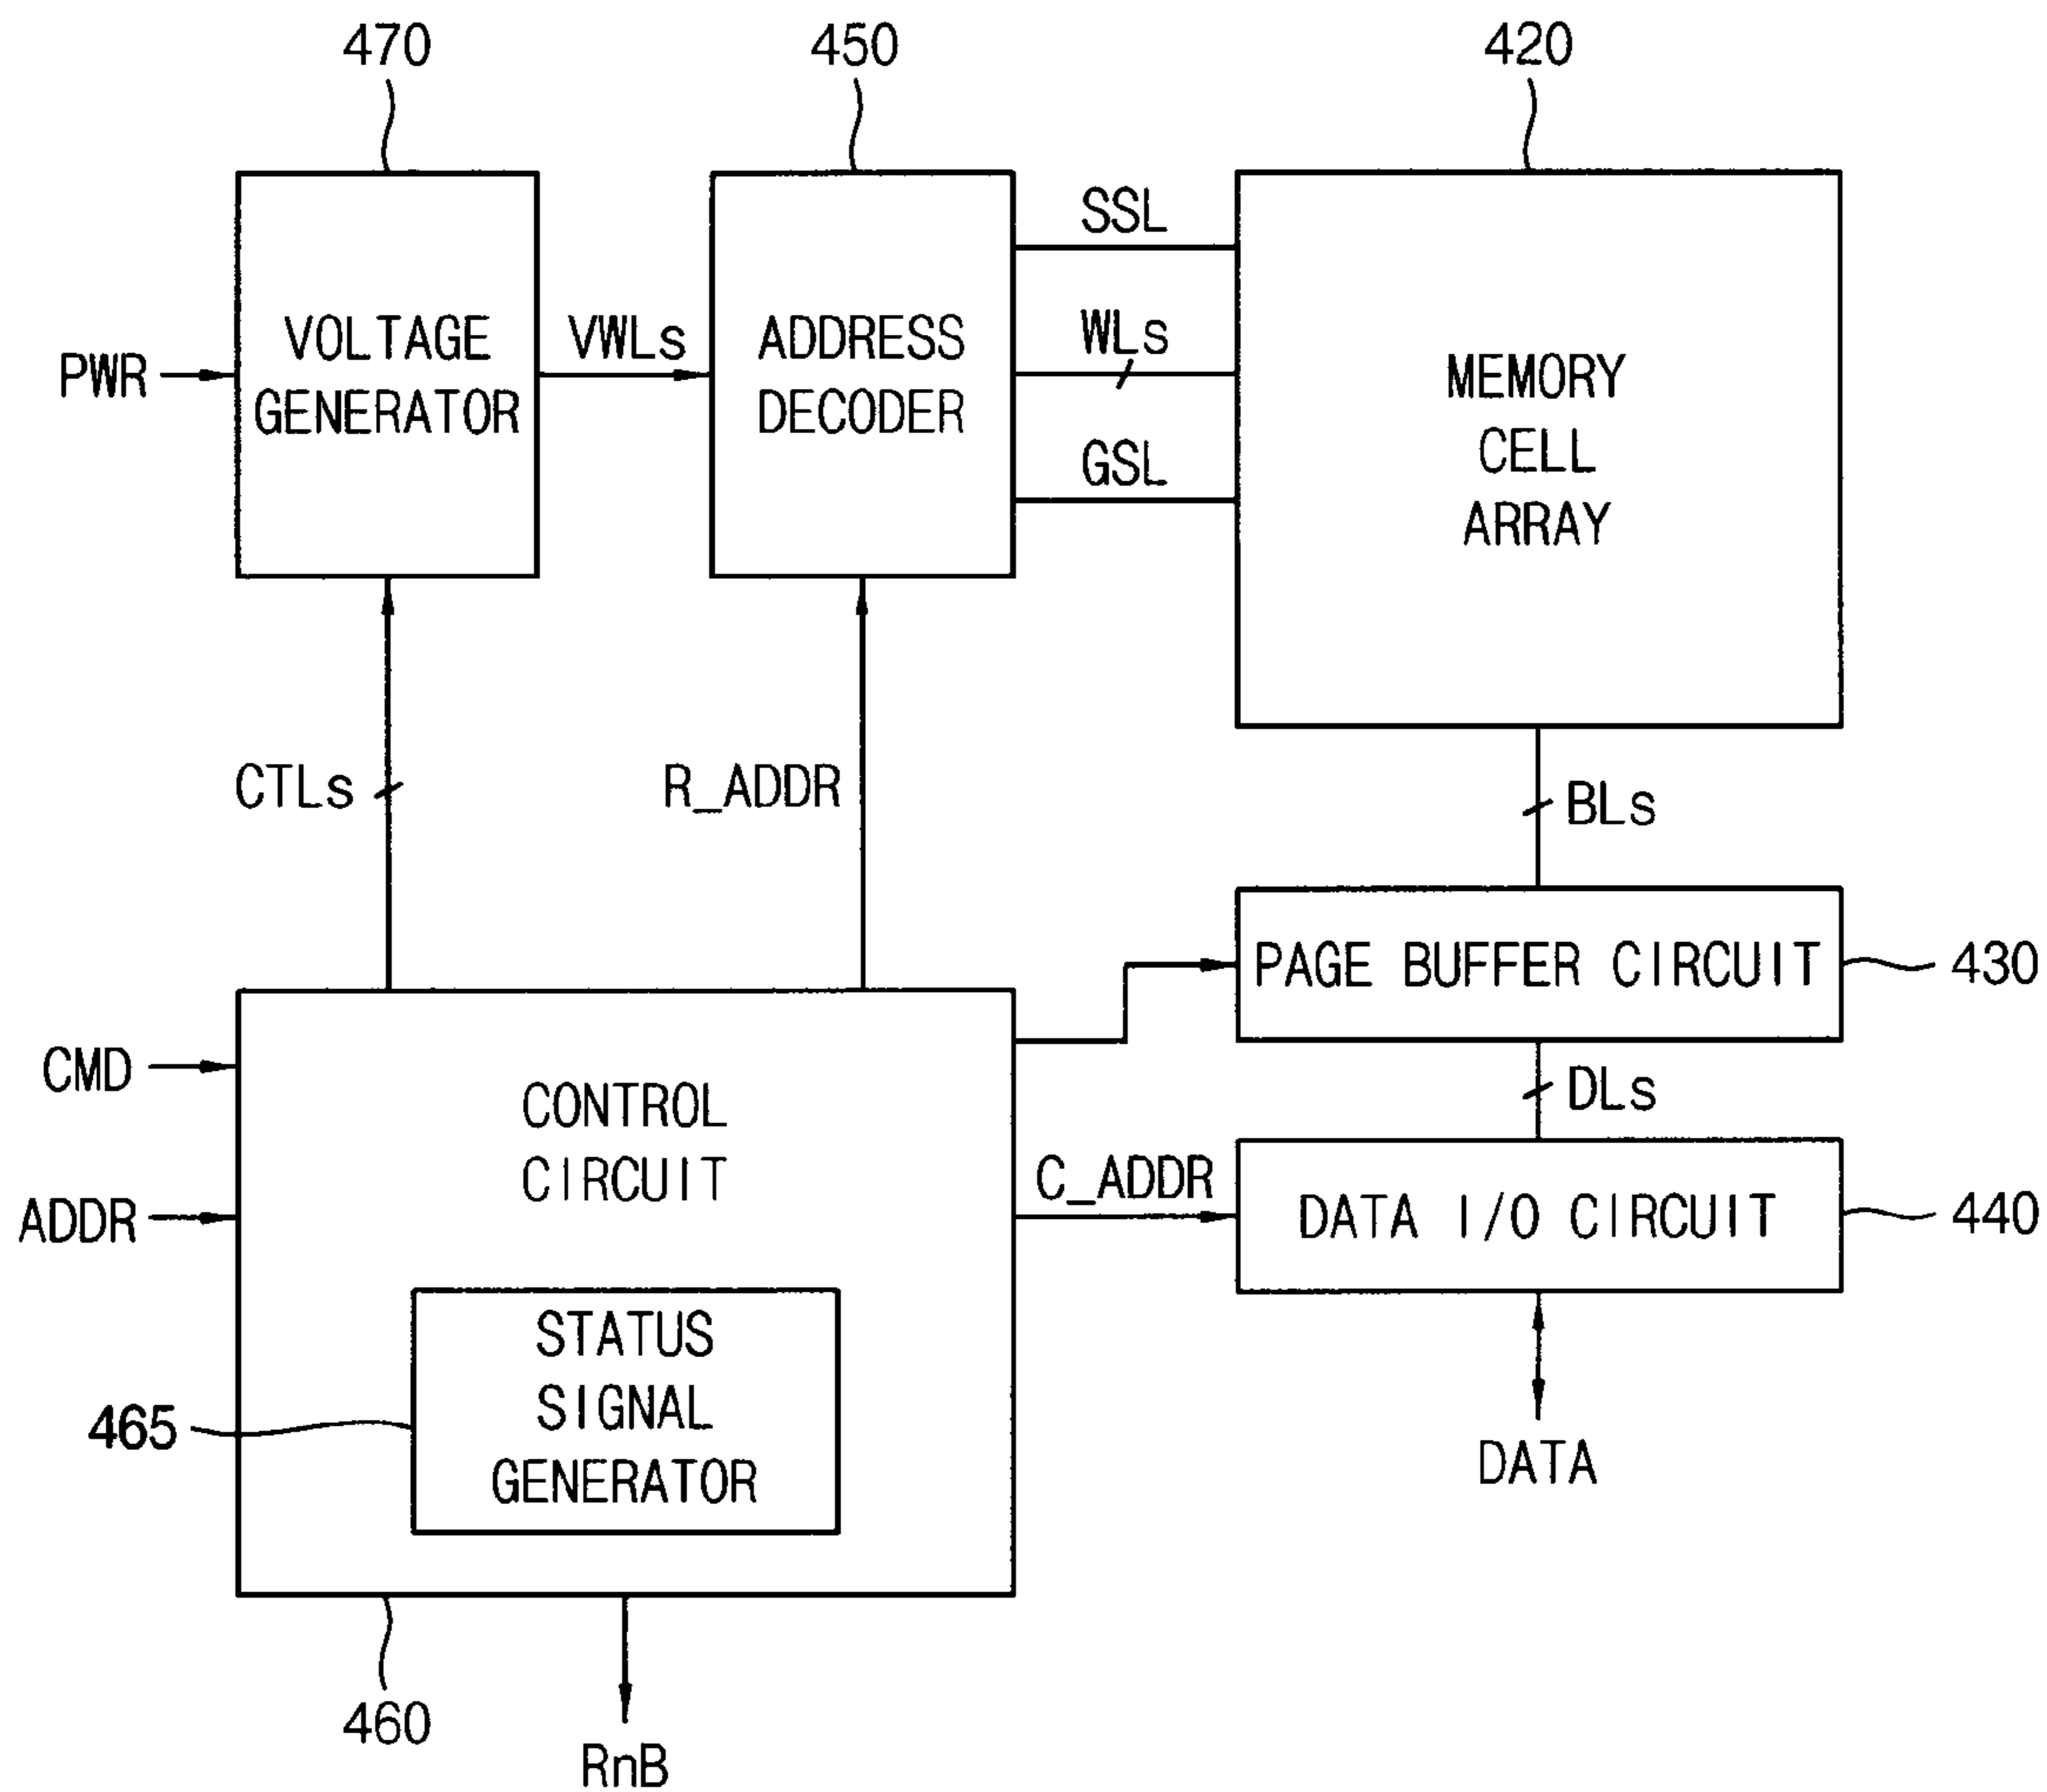 470
450
420
SSL
VOLTAGE
GENERATOR
VWLs
ADDRESS
DECODER
WLs
PWR
MEMORY
CELL
ARRAY
GSL
CTLs
R_ADDR
BLs
PAGE BUFFER CIRCUIT
430
CMD
CONTROL
CIRCUIT
DLs
ADDR
C_ADDR
DATA I/O CIRCUIT
440
STATUS
SIGNAL
GENERATOR
465
DATA
460
RnB